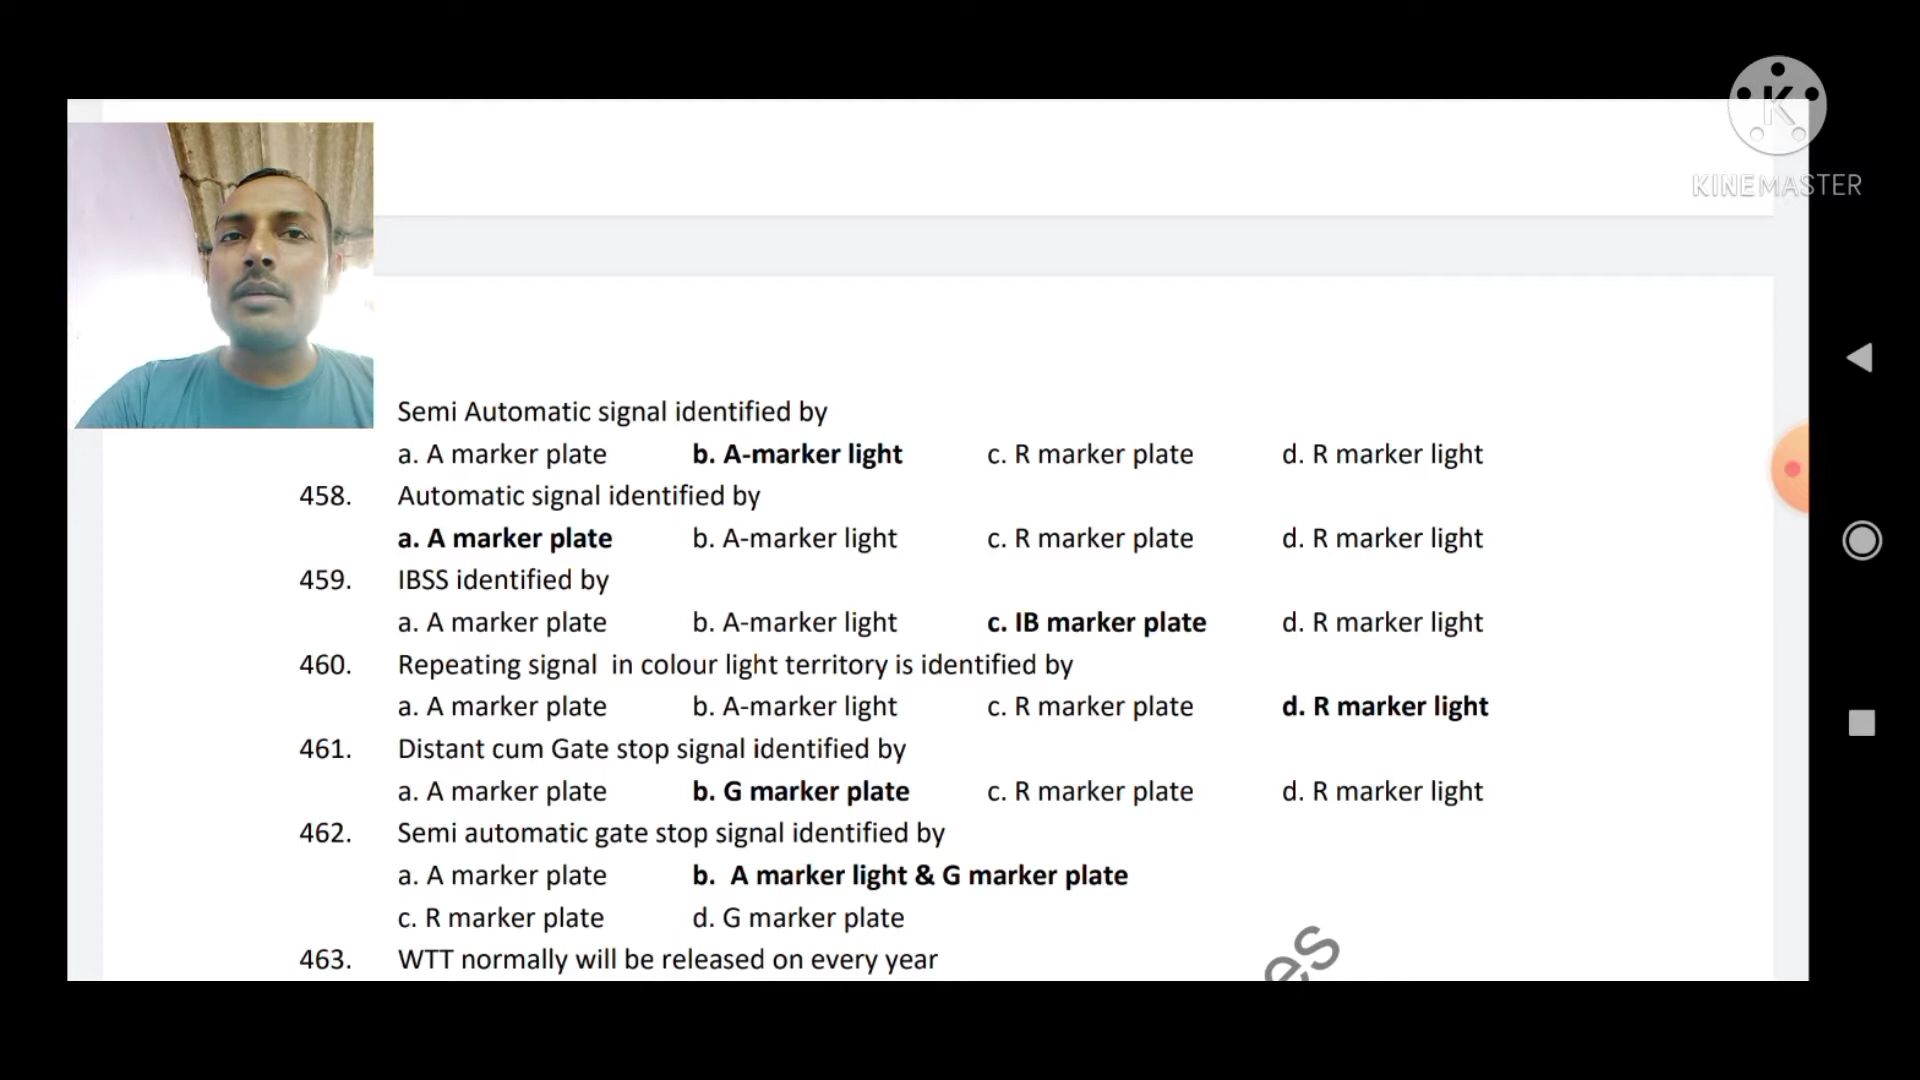 K
KINEMASTER
Semi Automatic signal identified by
a. A marker plate b. A-marker light c. R marker plate d. R marker light
458. Automatic signal identified by
a. A marker plate b. A-marker light c. R marker plate d. R marker light
459. IBSS identified by
a. A marker plate b. A-marker light c. IB marker plate d. R marker light
460. Repeating signal in colour light territory is identified by
a. A marker plate b. A-marker light c. R marker plate d. R marker light
461. Distant cum Gate stop signal identified by
a. A marker plate b. G marker plate c. R marker plate d. R marker light
462. Semi automatic gate stop signal identified by
a. A marker plate b. A marker light & G marker plate
c. R marker plate d. G marker plate
463. WTT normally will be released on every year
es